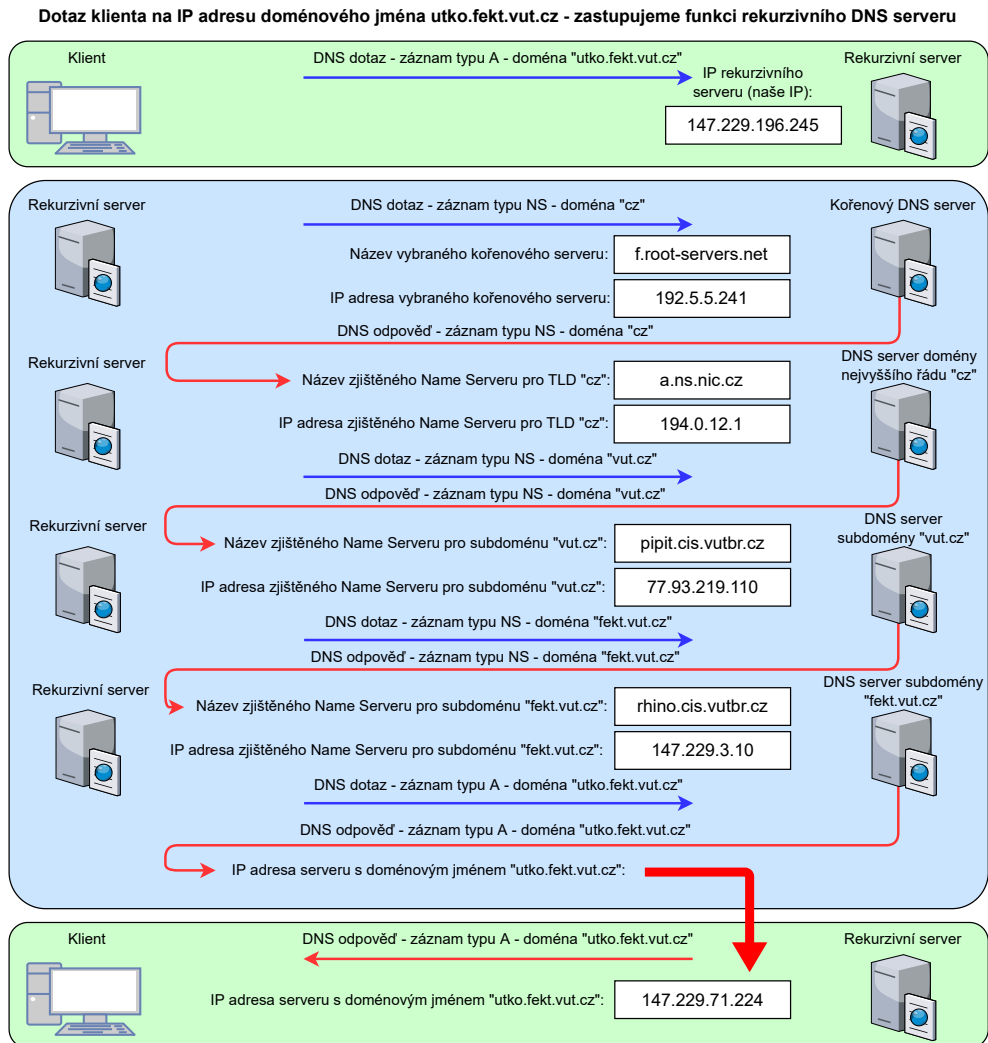 Dotaz klienta na IP adresu doménového jména utko.fekt.vut.cz - zastupujeme funkci rekurzivního DNS serveru
Klient
DNS dotaz - záznam typu A - doména "utko.fekt.vut.cz"
Rekurzivní server
IP rekurzivního
serveru (naše IP):
147.229.196.245
Rekurzivní server
DNS dotaz - záznam typu NS - doména "cz"
Kořenový DNS server
Název vybraného kořenového serveru:
f.root-servers.net
IP adresa vybraného kořenového serveru:
192.5.5.241
DNS odpověď - záznam typu NS - doména "cz"
Rekurzivní server
DNS server domény
nejvyššího řádu "cz"
Název zjištěného Name Serveru pro TLD "cz":
a.ns.nic.cz
IP adresa zjištěného Name Serveru pro TLD "cz":
194.0.12.1
DNS dotaz - záznam typu NS - doména "vut.cz"
DNS odpověď - záznam typu NS - doména "vut.cz"
Rekurzivní server
DNS server
subdomény "vut.cz"
Název zjištěného Name Serveru pro subdoménu "vut.cz":
pipit.cis.vutbr.cz
IP adresa zjištěného Name Serveru pro subdoménu "vut.cz":
77.93.219.110
DNS dotaz - záznam typu NS - doména "fekt.vut.cz"
DNS odpověď - záznam typu NS - doména "fekt.vut.cz"
Rekurzivní server
DNS server subdomény
"fekt.vut.cz"
Název zjištěného Name Serveru pro subdoménu "fekt.vut.cz":
rhino.cis.vutbr.cz
IP adresa zjištěného Name Serveru pro subdoménu "fekt.vut.cz":
147.229.3.10
DNS dotaz - záznam typu A - doména "utko.fekt.vut.cz"
DNS odpověď - záznam typu A - doména "utko.fekt.vut.cz"
IP adresa serveru s doménovým jménem "utko.fekt.vut.cz":
Klient
DNS odpověď - záznam typu A - doména "utko.fekt.vut.cz"
Rekurzivní server
IP adresa serveru s doménovým jménem "utko.fekt.vut.cz":
147.229.71.224